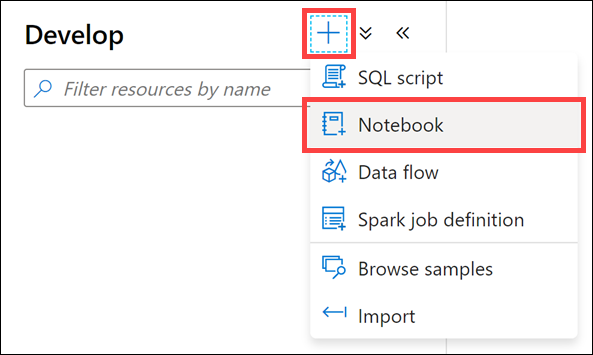 Develop
Filter resources by name
SQL script
Notebook
Data flow
Spark job definition
Browse samples
Import